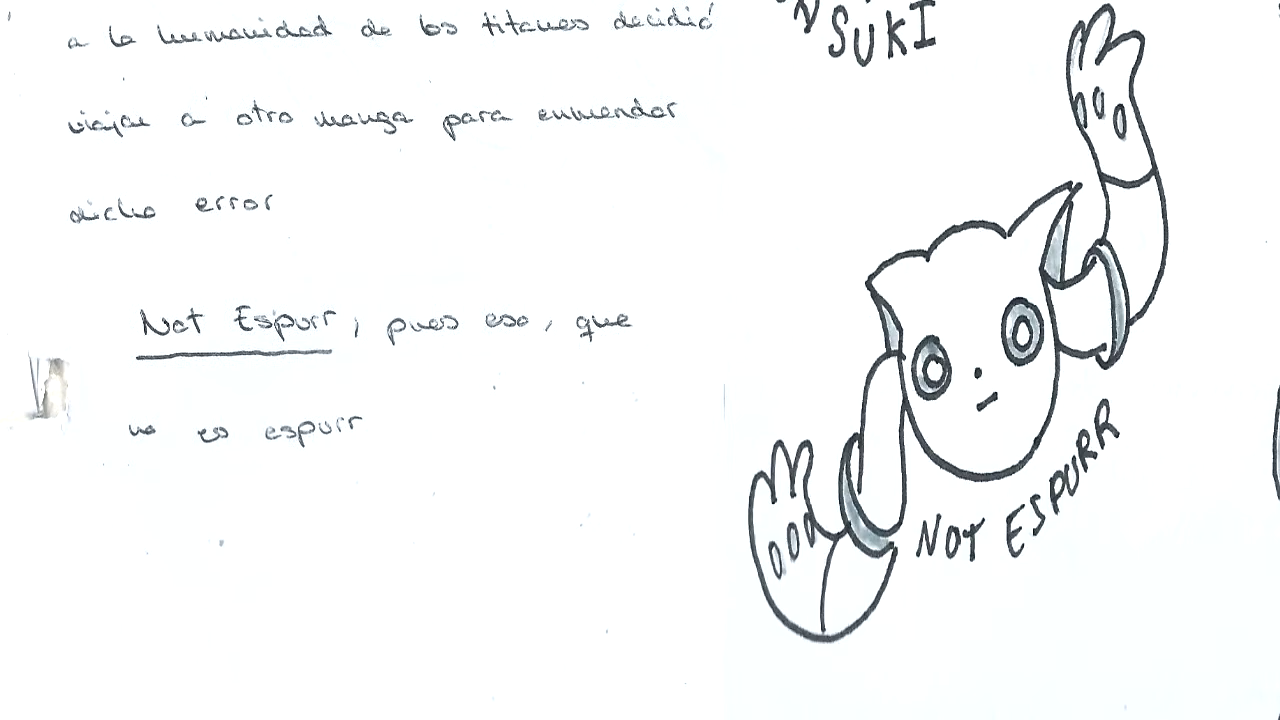 a la humanidad de los titanes decidió
viajar a otro manga para enmendar
dicho error
Not Espurr, pues eso, que
no es espurr
SUKI
NOT ESPURR